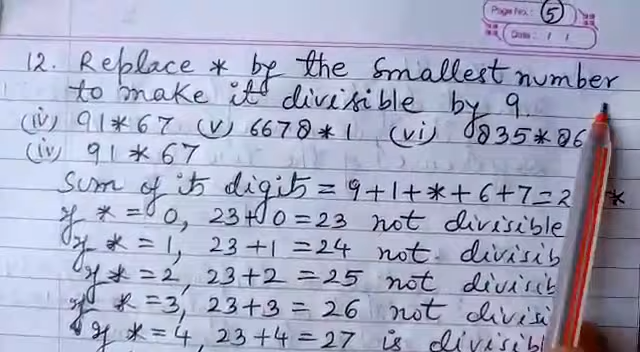 Page No. : 5
Date : / /
12. Replace * by the smallest number
to make it divisible by 9.
(iv) 91*67 (v) 6678*1 (vi) 835*86
(iv) 91*67
Sum of its digits = 9+1+*+6+7=2 *
If * = 0, 23+0=23 not divisible
If * = 1, 23+1=24 not divisib
If * = 2, 23+2=25 not divisib
If * = 3, 23+3=26 not divisi
If * = 4, 23+4=27 is divisibl